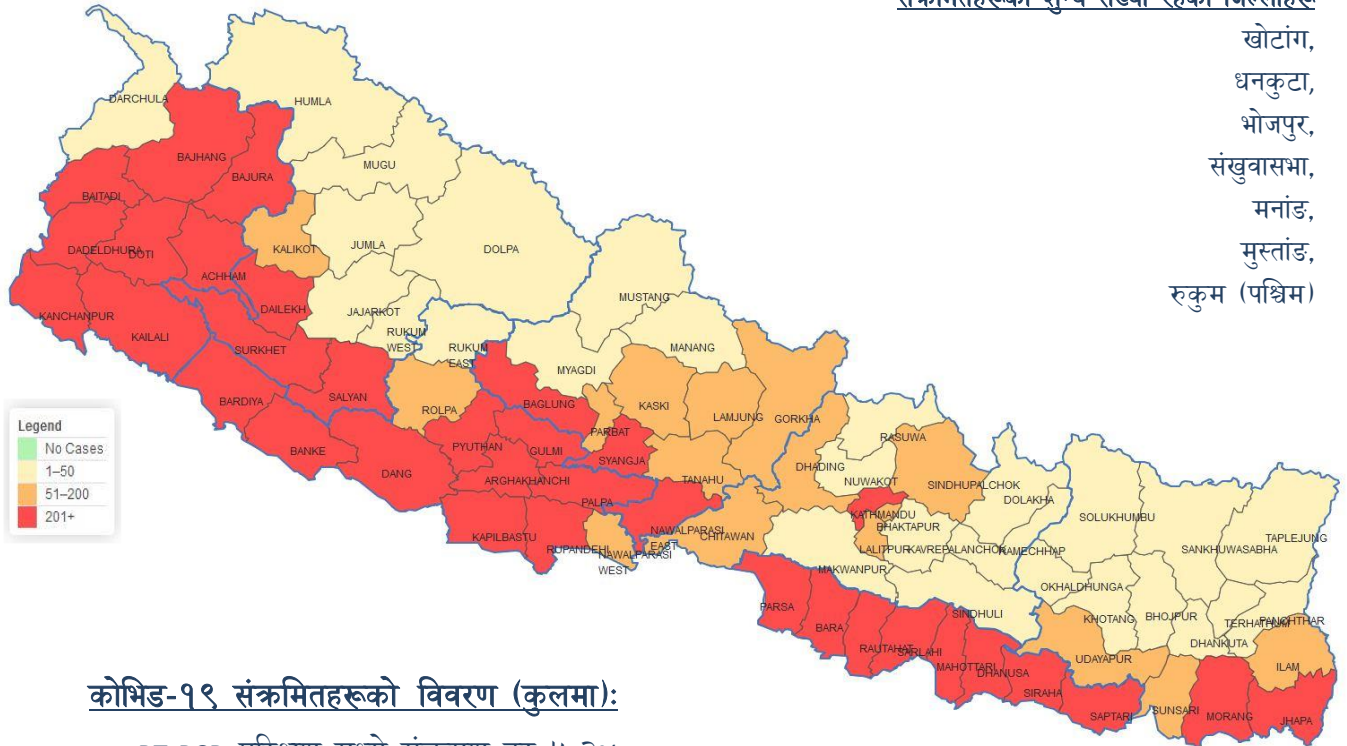 संक्रमितहरूको शुन्य संख्या रहेका जिल्लाहरू
खोटांग,
धनकुटा,
भोजपुर,
संखुवासभा,
मनांङ,
मुस्तांङ,
रुकुम (पश्चिम)
DARCHULA
HUMLA
BAJHANG
MUGU
BAJURA
BAITADI
DADELDHURA
DOTI
KALIKOT
JUMLA
DOLPA
ACHHAM
MUSTANG
KANCHANPUR
DAILEKH
JAJARKOT
KAILALI
RUKUM
WEST
RUKUM
EAST
SURKHET
MANANG
MYAGDI
BARDIYA
SALYAN
ROLPA
BAGLUNG
KASKI
LAMJUNG
GORKHA
PARBAT
RASUWA
BANKE
PYUTHAN
GULMI
SYANGJA
DANG
ARGHAKHANCHI
TANAHU
DHADING
NUWAKOT
SINDHUPALCHOK
DOLAKHA
PALPA
KATHMANDU
BHAKTAPUR
SOLUKHUMBU
KAPILBASTU
RUPANDEHI
NAWALPARASI
EAST
CHITAWAN
NAWALPARASI
WEST
LALITPUR
KAVREPALANCHOK
RAMECHHAP
SANKHUWASABHA
TAPLEJUNG
MAKWANPUR
OKHALDHUNGA
PARSA
SINDHULI
KHOTANG
BHOJPUR
TERHATHUM
PANCHTHAR
BARA
DHANKUTA
RAUTAHAT
SARLAHI
MAHOTTARI
DHANUSA
UDAYAPUR
ILAM
SIRAHA
SAPTARI
SUNSARI
MORANG
JHAPA
Legend
No Cases
1–50
51–200
201+
कोभिड-१९ संक्रमितहरूको विवरण (कुलमा):